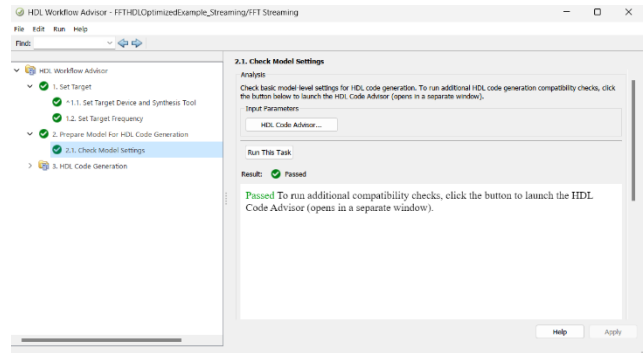 HDL Workflow Advisor - FFTHDLOptimizedExample_Streaming/FFT Streaming
File Edit Run Help
Find:
HDL Workflow Advisor
1. Set Target
^1.1. Set Target Device and Synthesis Tool
1.2. Set Target Frequency
2. Prepare Model For HDL Code Generation
2.1. Check Model Settings
3. HDL Code Generation
2.1. Check Model Settings
Analysis
Check basic model-level settings for HDL code generation. To run additional HDL code generation compatibility checks, click
the button below to launch the HDL Code Advisor (opens in a separate window).
Input Parameters
HDL Code Advisor...
Run This Task
Result: Passed
Passed To run additional compatibility checks, click the button to launch the HDL
Code Advisor (opens in a separate window).
Help Apply